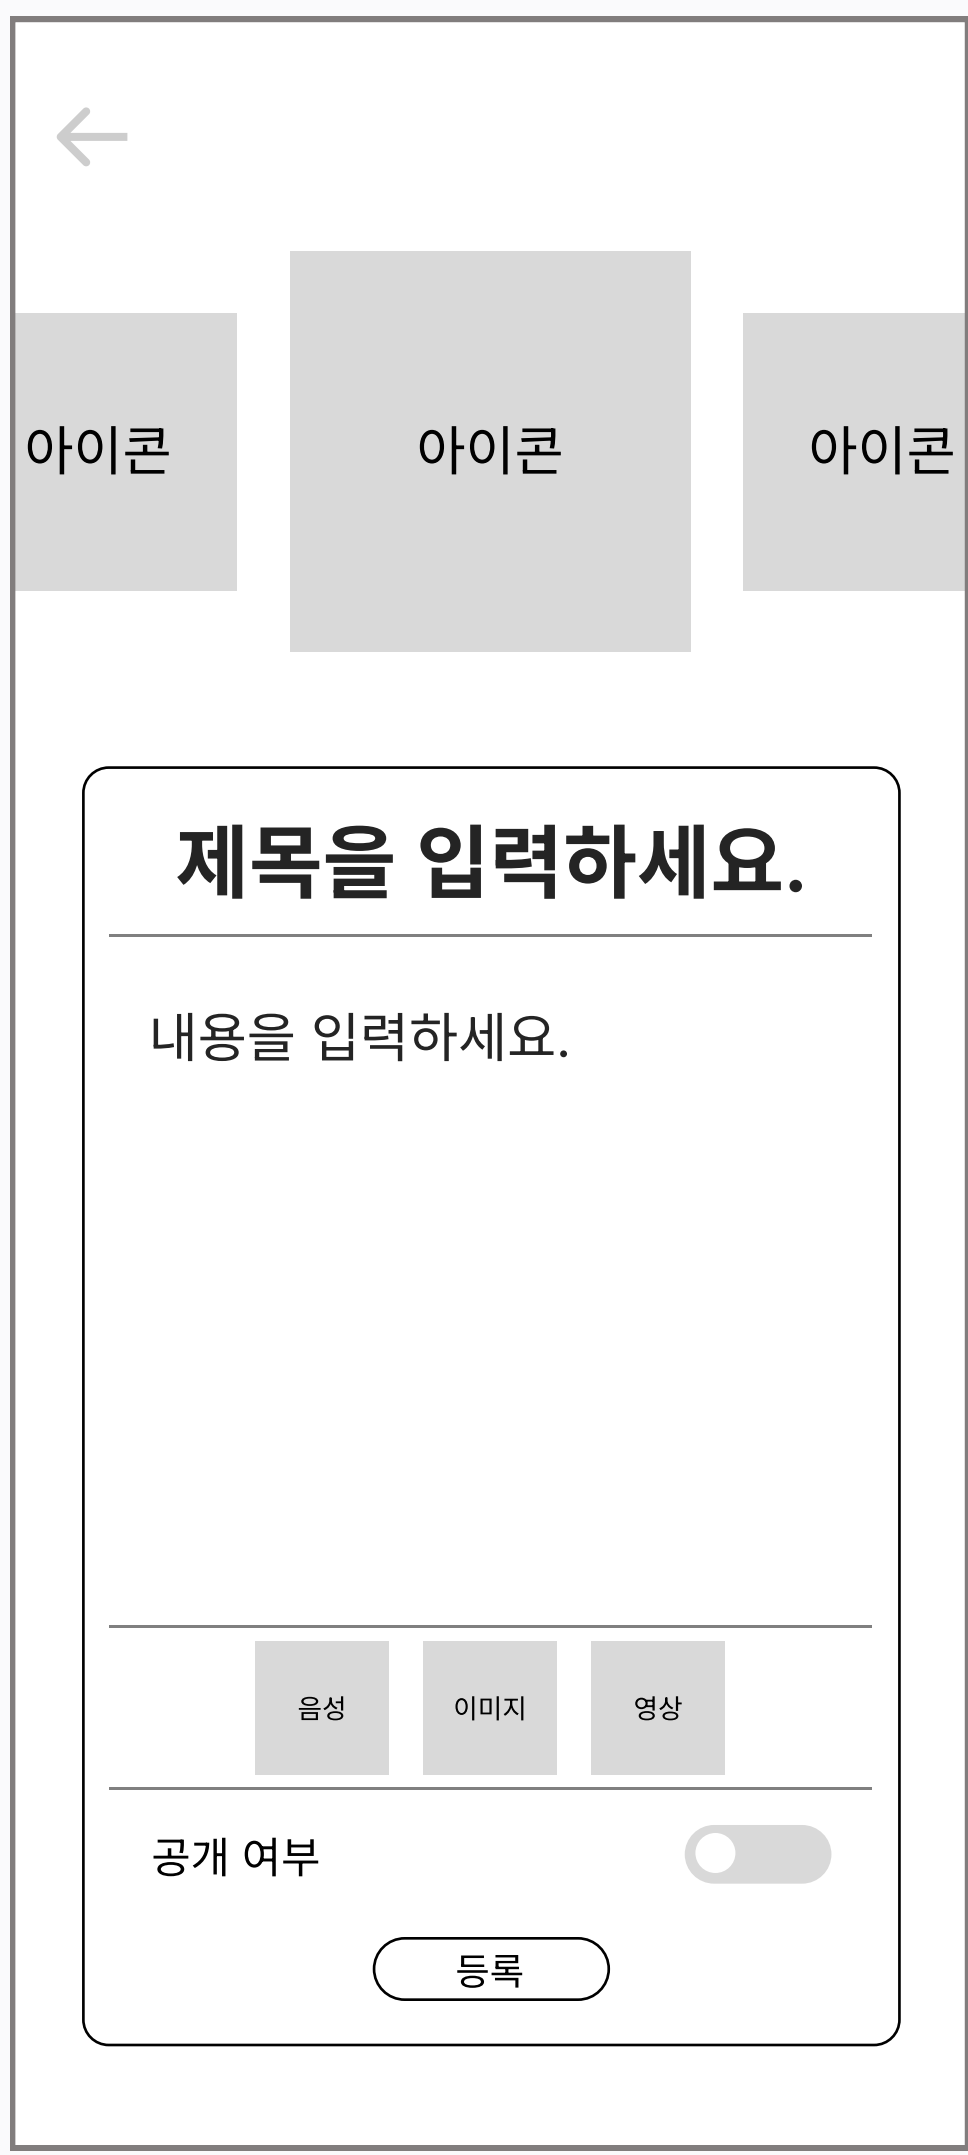 아이콘 아이콘 아이콘
제목을 입력하세요.
내용을 입력하세요.
음성 이미지 영상
공개 여부
등록